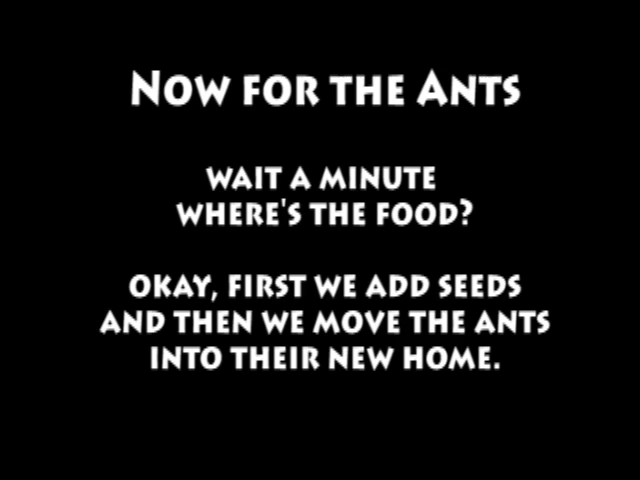 NOW FOR THE ANTS
WAIT A MINUTE
WHERE'S THE FOOD?
OKAY, FIRST WE ADD SEEDS
AND THEN WE MOVE THE ANTS
INTO THEIR NEW HOME.